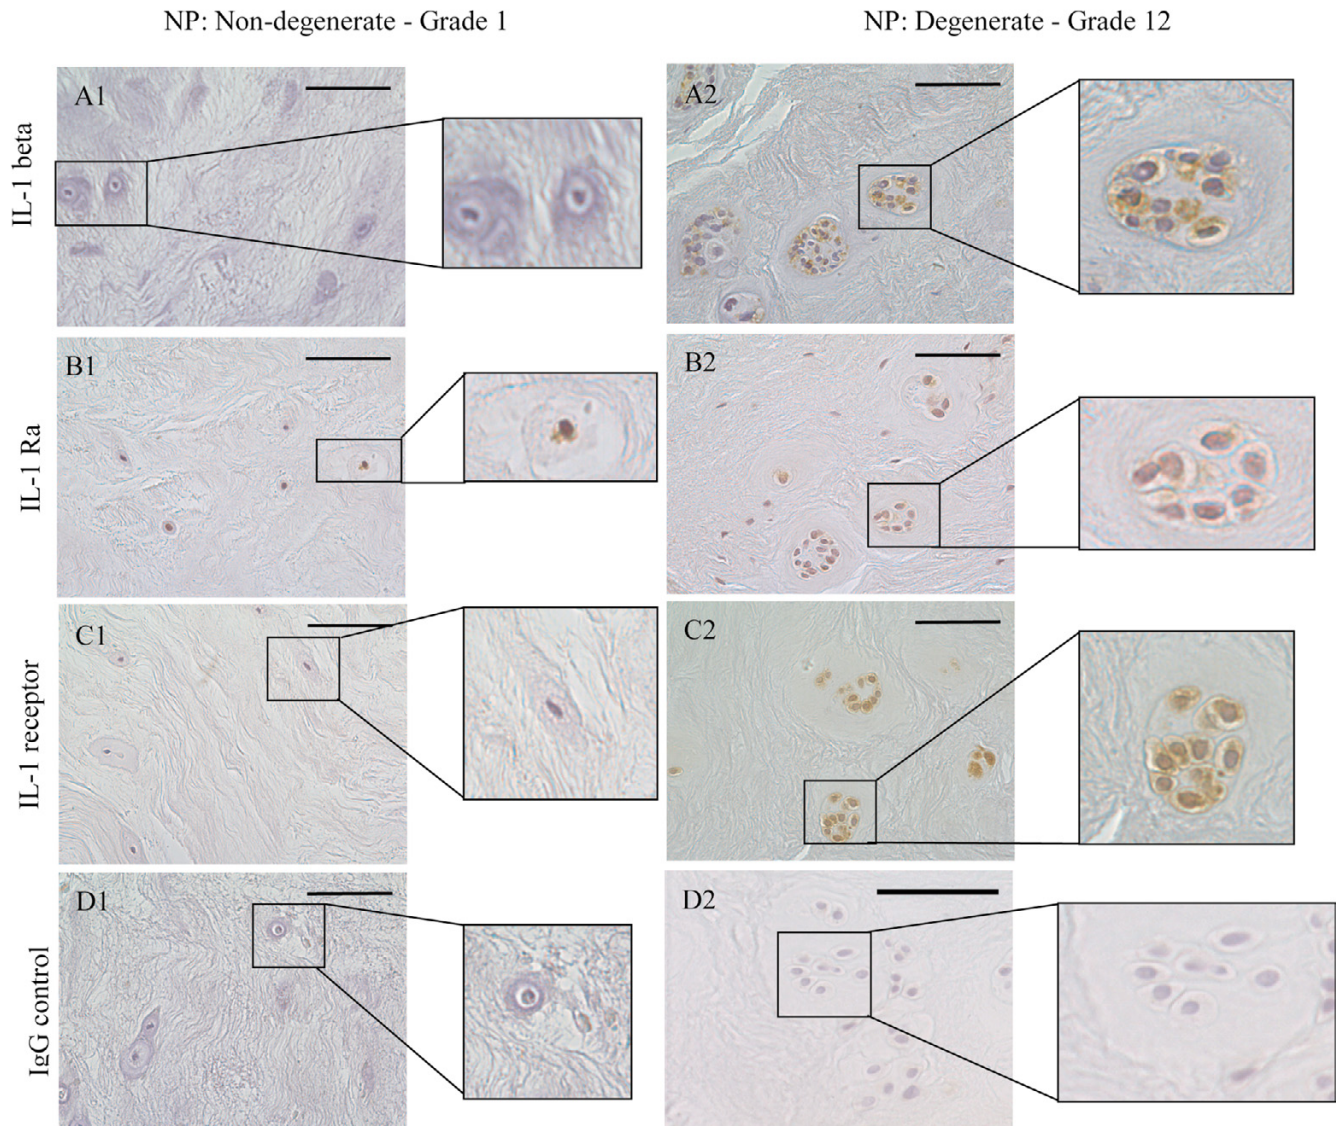 NP: Non-degenerate - Grade 1
NP: Degenerate - Grade 12
IL-1 beta
A1
A2
IL-1 Ra
B1
B2
IL-1 receptor
C1
C2
IgG control
D1
D2